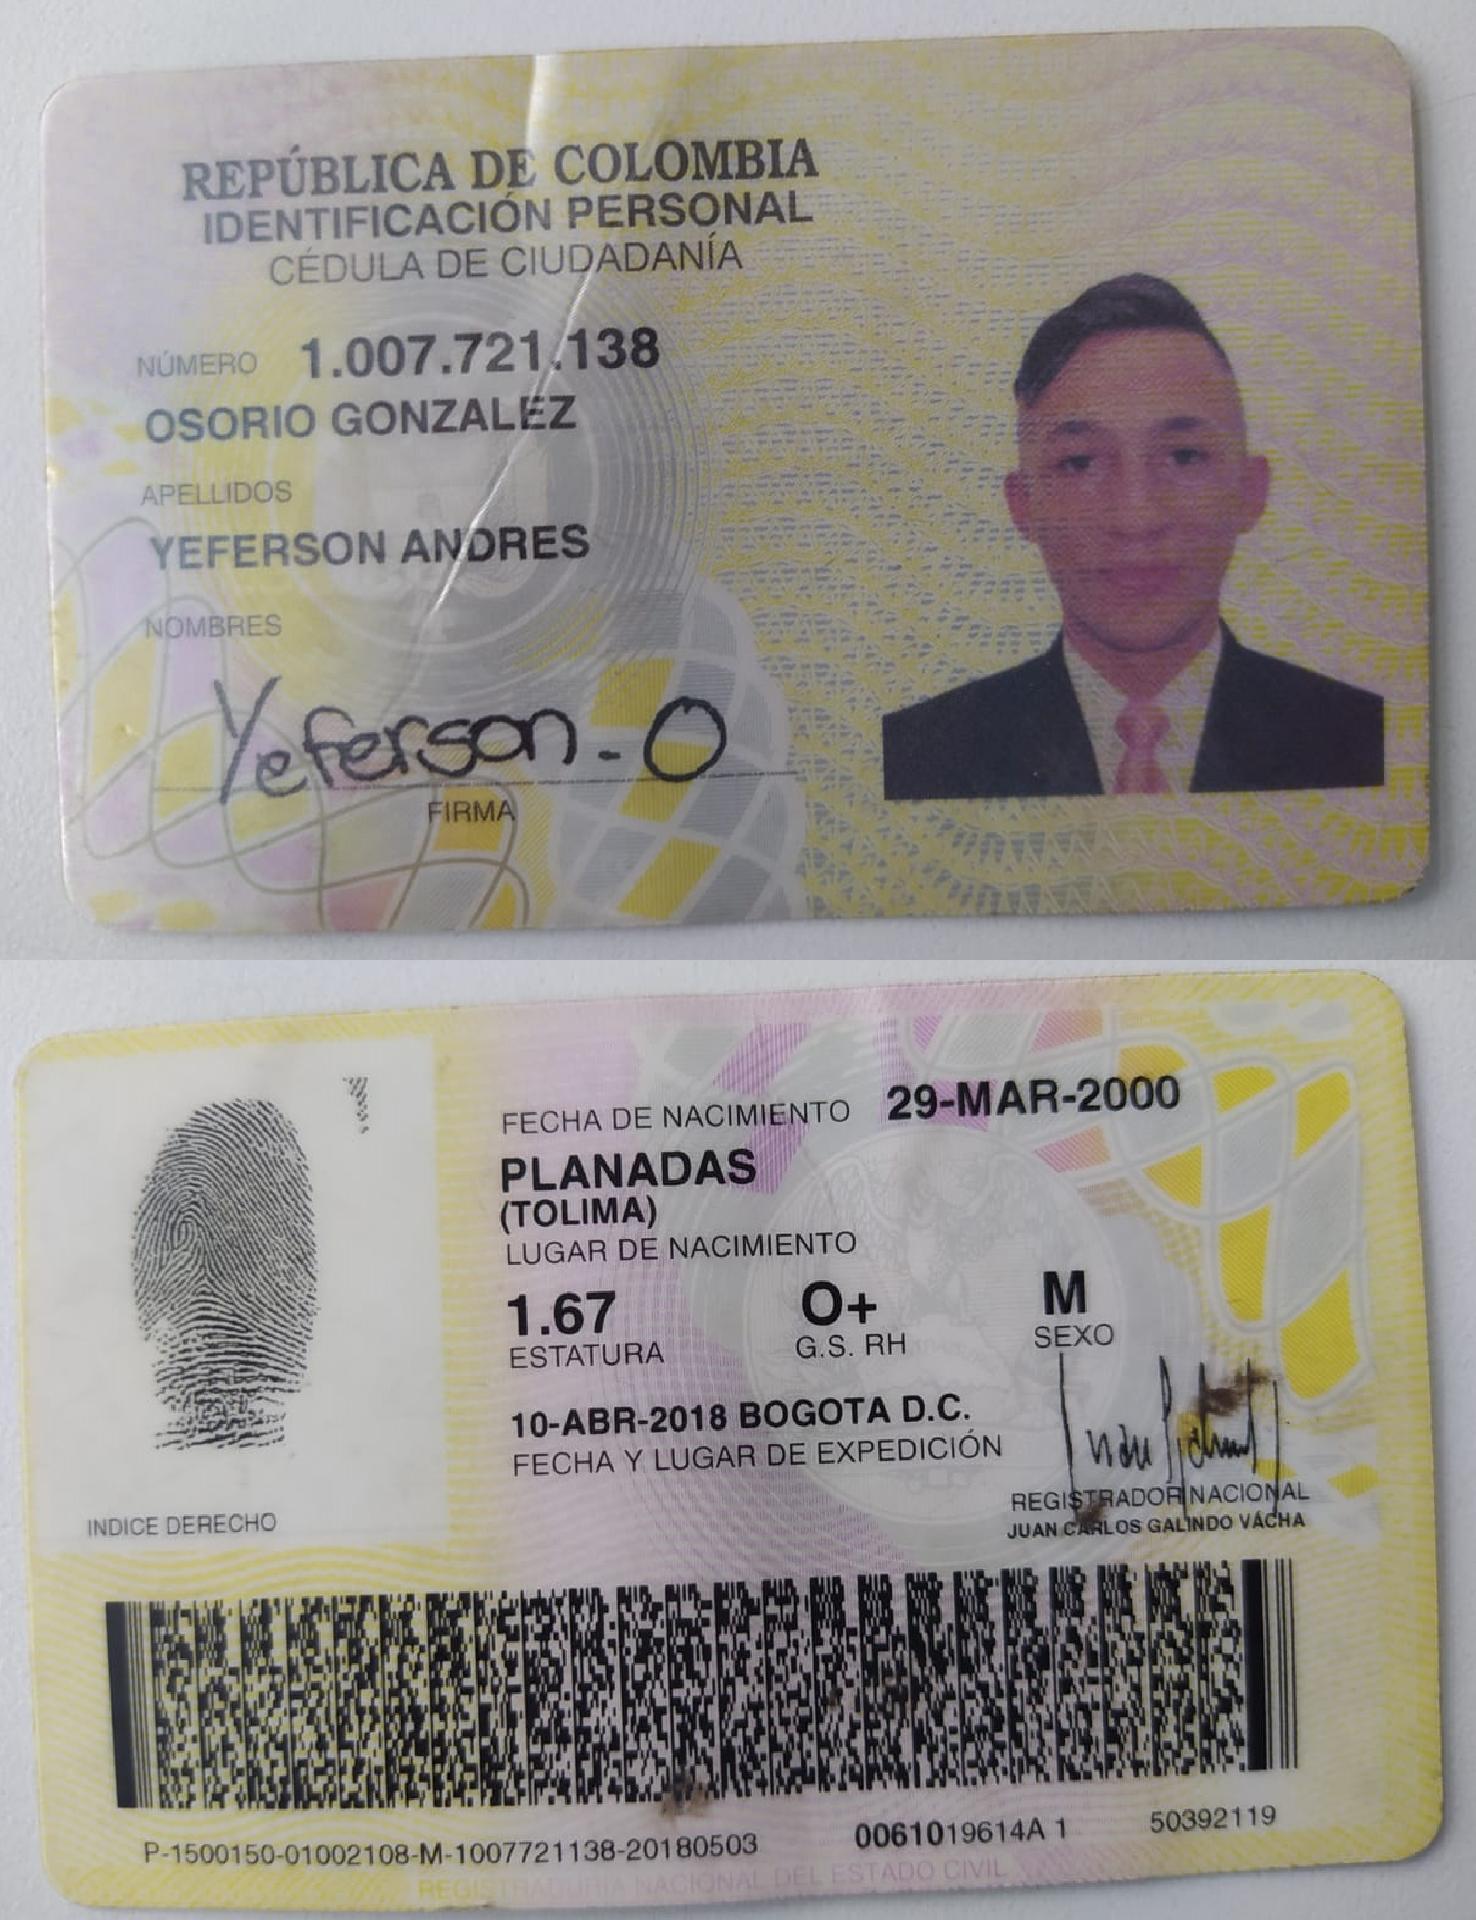 REPÚBLICA DE COLOMBIA
IDENTIFICACIÓN PERSONAL
CÉDULA DE CIUDADANÍA
NÚMERO 1.007.721.138
OSORIO GONZALEZ
APELLIDOS
YEFERSON ANDRES
NOMBRES
Yeferson-O
FIRMA
FECHA DE NACIMIENTO 29-MAR-2000
PLANADAS
(TOLIMA)
LUGAR DE NACIMIENTO
1.67 O+ M
ESTATURA G.S. RH SEXO
10-ABR-2018 BOGOTA D.C.
FECHA Y LUGAR DE EXPEDICIÓN
REGISTRADOR NACIONAL
JUAN CARLOS GALINDO VÁCHA
INDICE DERECHO
P-1500150-01002108-M-1007721138-20180503 0061019614A 1 50392119
REGISTRADURIA NACIONAL DEL ESTADO CIVIL